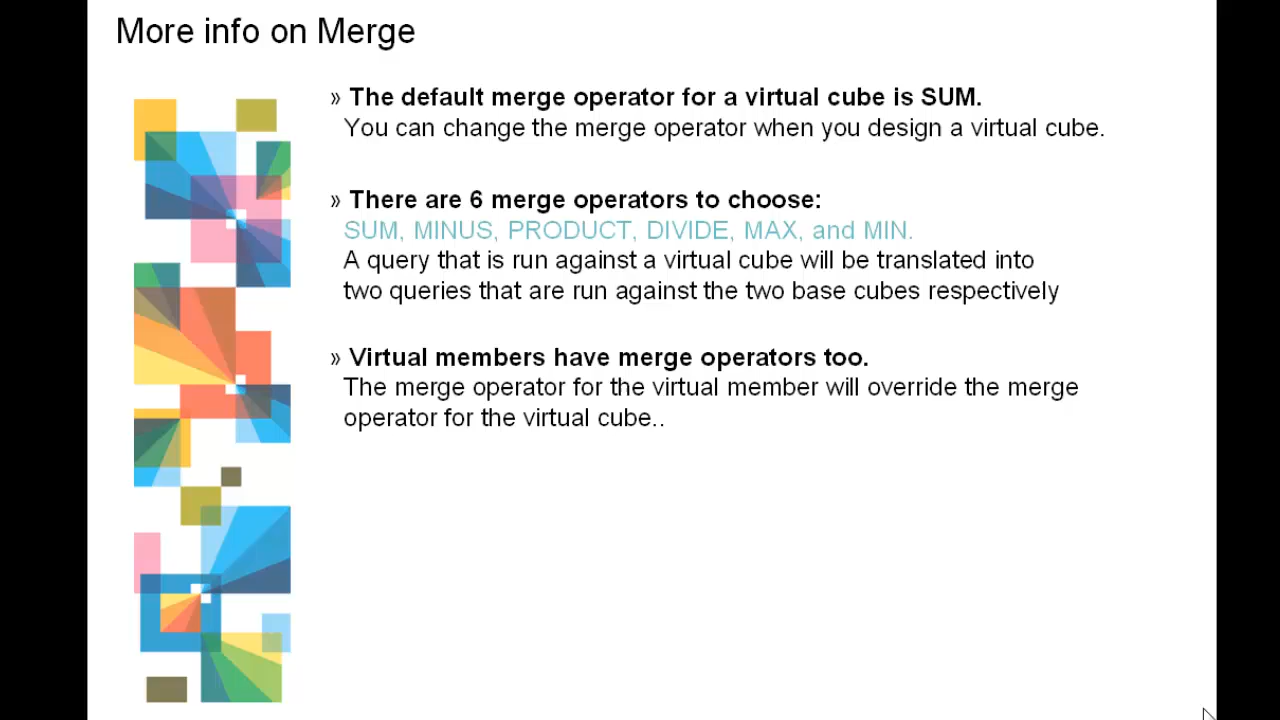 More info on Merge
» The default merge operator for a virtual cube is SUM.
You can change the merge operator when you design a virtual cube.
» There are 6 merge operators to choose:
SUM, MINUS, PRODUCT, DIVIDE, MAX, and MIN.
A query that is run against a virtual cube will be translated into
two queries that are run against the two base cubes respectively
» Virtual members have merge operators too.
The merge operator for the virtual member will override the merge
operator for the virtual cube..